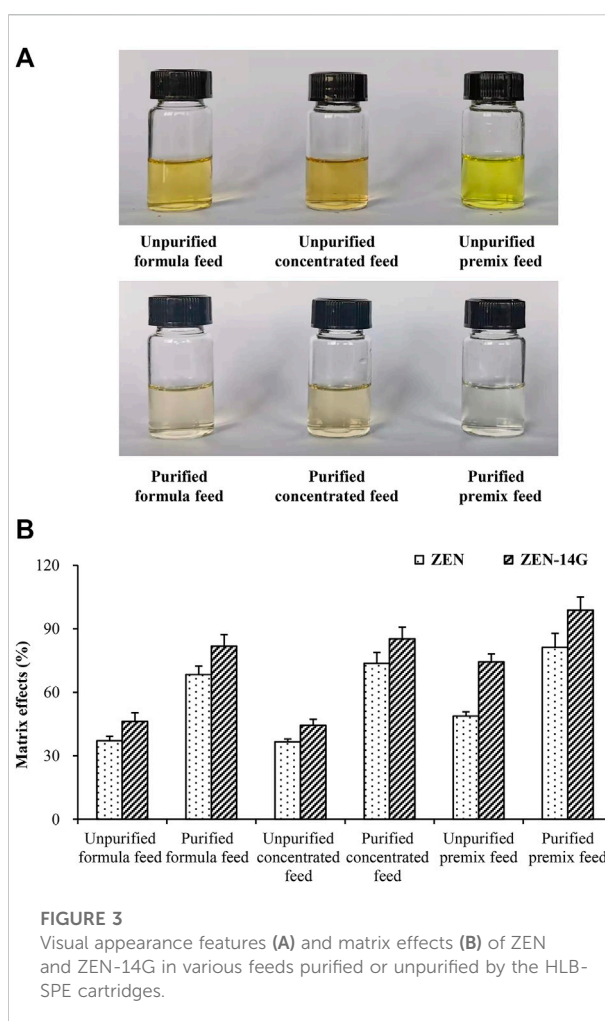 A
Unpurified Unpurified Unpurified
formula feed concentrated feed premix feed
Purified Purified Purified
formula feed concentrated feed premix feed
B
ZEN ZEN-14G
120
90
60
30
0
Matrix effects (%)
Unpurified Purified Unpurified Purified Unpurified Purified
formula feed formula feed concentrated concentrated premix feed premix feed
feed feed
FIGURE 3
Visual appearance features (A) and matrix effects (B) of ZEN
and ZEN-14G in various feeds purified or unpurified by the HLB-
SPE cartridges.